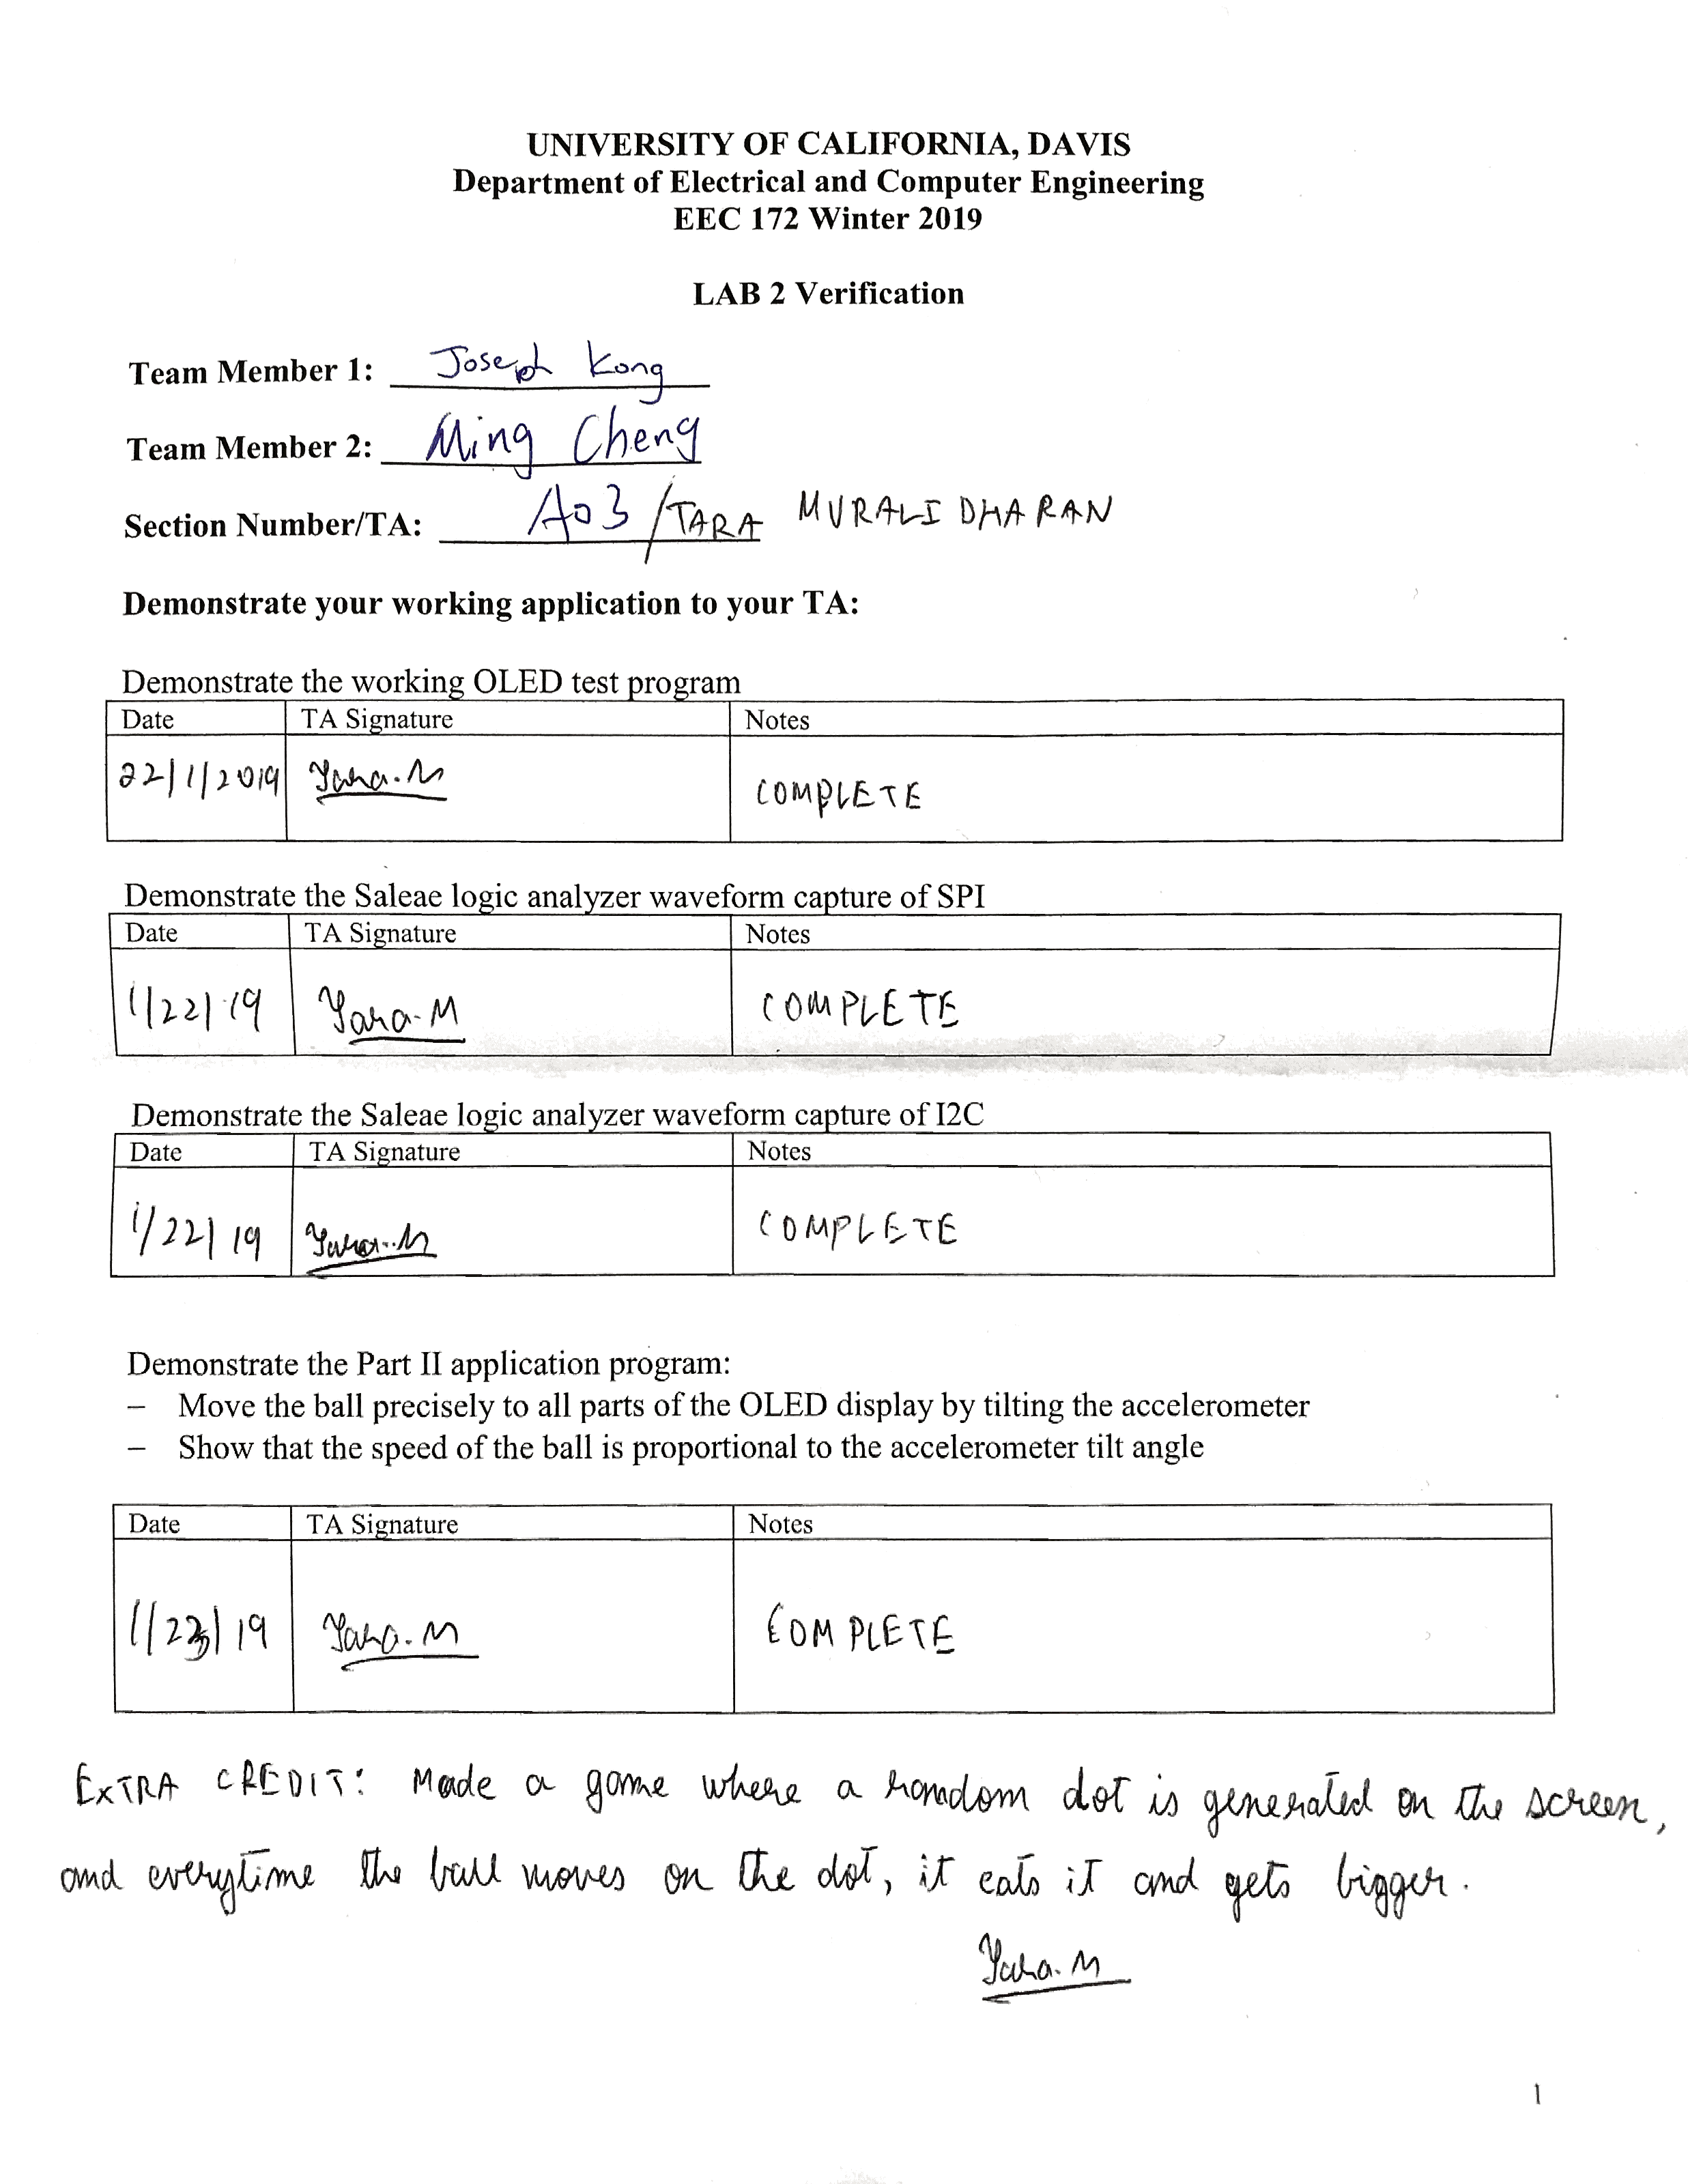 UNIVERSITY OF CALIFORNIA, DAVIS
Department of Electrical and Computer Engineering
EEC 172 Winter 2019
LAB 2 Verification
Team Member 1: Joseph Kong
Team Member 2: Ming Cheng
Section Number/TA: A03 / TARA MURALIDHARAN
Demonstrate your working application to your TA:
Demonstrate the working OLED test program
Date TA Signature Notes
22/1/2019 Tara.M COMPLETE
Demonstrate the Saleae logic analyzer waveform capture of SPI
Date TA Signature Notes
1/22/19 Tara.M COMPLETE
Demonstrate the Saleae logic analyzer waveform capture of I2C
Date TA Signature Notes
1/22/19 Tara.M COMPLETE
Demonstrate the Part II application program:
– Move the ball precisely to all parts of the OLED display by tilting the accelerometer
– Show that the speed of the ball is proportional to the accelerometer tilt angle
Date TA Signature Notes
1/23/19 Tara.M COMPLETE
EXTRA CREDIT: Made a game where a random dot is generated on the screen,
and everytime the ball moves on the dot, it eats it and gets bigger.
Tara.M
1